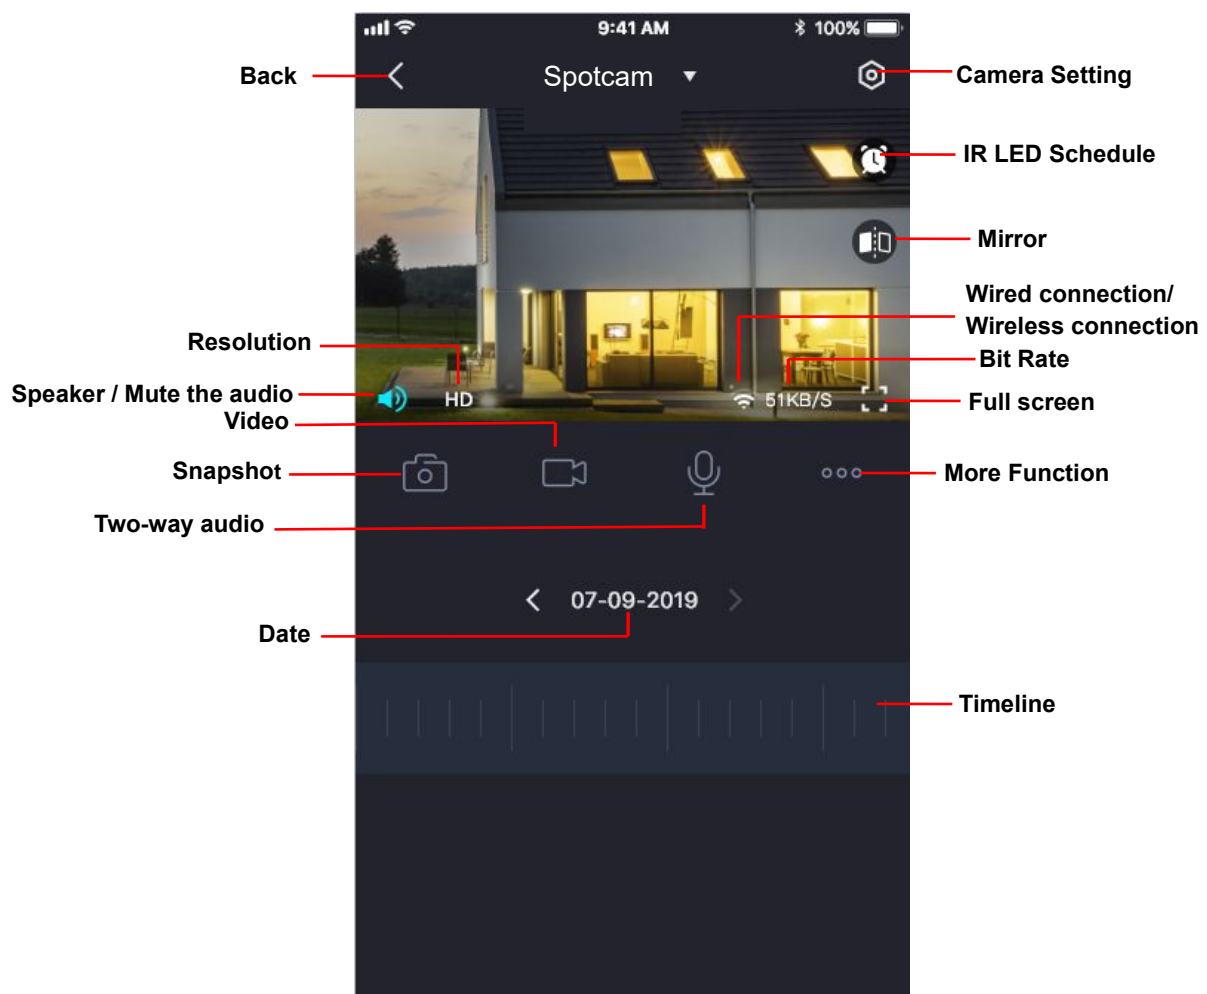 9:41 AM
100%
Back
Spotcam
Camera Setting
IR LED Schedule
Mirror
Wired connection/
Wireless connection
Resolution
Bit Rate
Speaker / Mute the audio
HD
51KB/S
Full screen
Video
Snapshot
More Function
Two-way audio
07-09-2019
Date
Timeline